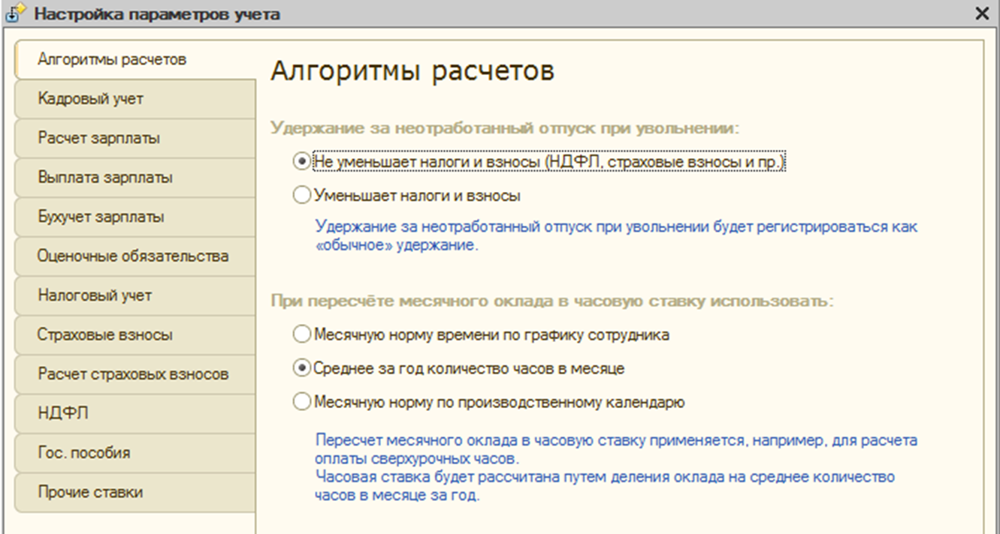 Настройка параметров учета
Алгоритмы расчетов
Кадровый учет
Расчет зарплаты
Выплата зарплаты
Бухучет зарплаты
Оценочные обязательства
Налоговый учет
Страховые взносы
Расчет страховых взносов
НДФЛ
Гос. пособия
Прочие ставки
Алгоритмы расчетов
Удержание за неотработанный отпуск при увольнении:
Не уменьшает налоги и взносы (НДФЛ, страховые взносы и пр.)
Уменьшает налоги и взносы
Удержание за неотработанный отпуск при увольнении будет регистрироваться как
«обычное» удержание.
При пересчёте месячного оклада в часовую ставку использовать:
Месячную норму времени по графику сотрудника
Среднее за год количество часов в месяце
Месячную норму по производственному календарю
Пересчет месячного оклада в часовую ставку применяется, например, для расчета
оплаты сверхурочных часов.
Часовая ставка будет рассчитана путем деления оклада на среднее количество
часов в месяце за год.